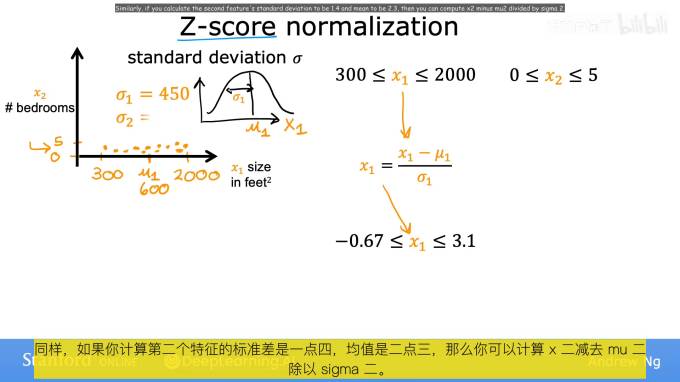 Similarly, if you calculate the second feature's standard deviation to be 1.4 and mean to be 2.3, then you can compute x2 minus mu2 divided by sigma 2.
Z-score normalization
bilibili
standard deviation σ
300 ≤ x₁ ≤ 2000
0 ≤ x₂ ≤ 5
x₂
# bedrooms
σ₁ = 450
σ₂ =
σ₁
μ₁
X₁
5
0
300
μ₁
600
2000
x₁ size
in feet²
x₁ = (x₁ − μ₁) / σ₁
−0.67 ≤ x₁ ≤ 3.1
Stanford ONLINE
DeepLearning.AI
Andrew Ng
同样，如果你计算第二个特征的标准差是一点四，均值是二点三，那么你可以计算 x 二减去 mu 二
除以 sigma 二。